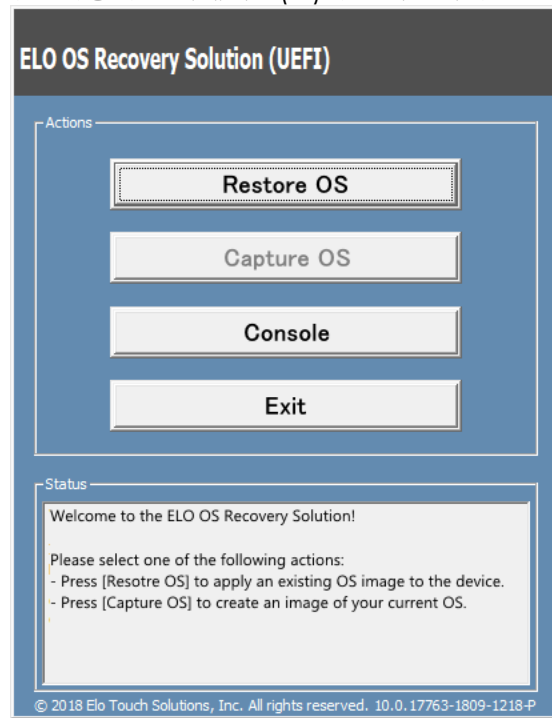 ELO OS Recovery Solution (UEFI)
Actions
Restore OS
Capture OS
Console
Exit
Status
Welcome to the ELO OS Recovery Solution!
Please select one of the following actions:
- Press [Resotre OS] to apply an existing OS image to the device.
- Press [Capture OS] to create an image of your current OS.
© 2018 Elo Touch Solutions, Inc. All rights reserved. 10.0.17763-1809-1218-P